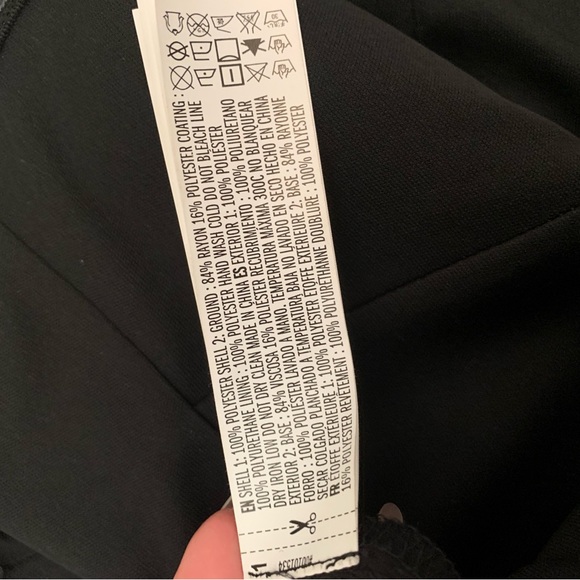 EN SHELL 1: 100% POLYESTER SHELL 2: GROUND : 84% RAYON 16% POLYESTER COATING :
100% POLYURETHANE LINING : 100% POLYESTER HAND WASH COLD DO NOT BLEACH LINE
DRY IRON LOW DO NOT DRY CLEAN MADE IN CHINA ES EXTERIOR 1: 100% POLIÉSTER
EXTERIOR 2: BASE : 84% VISCOSA 16% POLIÉSTER RECUBRIMIENTO : 100% POLIURETANO
FORRO : 100% POLIÉSTER LAVADO A MANO. TEMPERATURA MÁXIMA 30ºC NO BLANQUEAR
SECAR COLGADO PLANCHADO A TEMPERATURA BAJA NO LAVADO EN SECO HECHO EN CHINA
FR ÉTOFFE EXTÉRIEURE 1: 100% POLYESTER ÉTOFFE EXTÉRIEURE 2: BASE : 84% RAYONNE
16% POLYESTER REVÊTEMENT : 100% POLYURÉTHANNE DOUBLURE : 100% POLYESTER